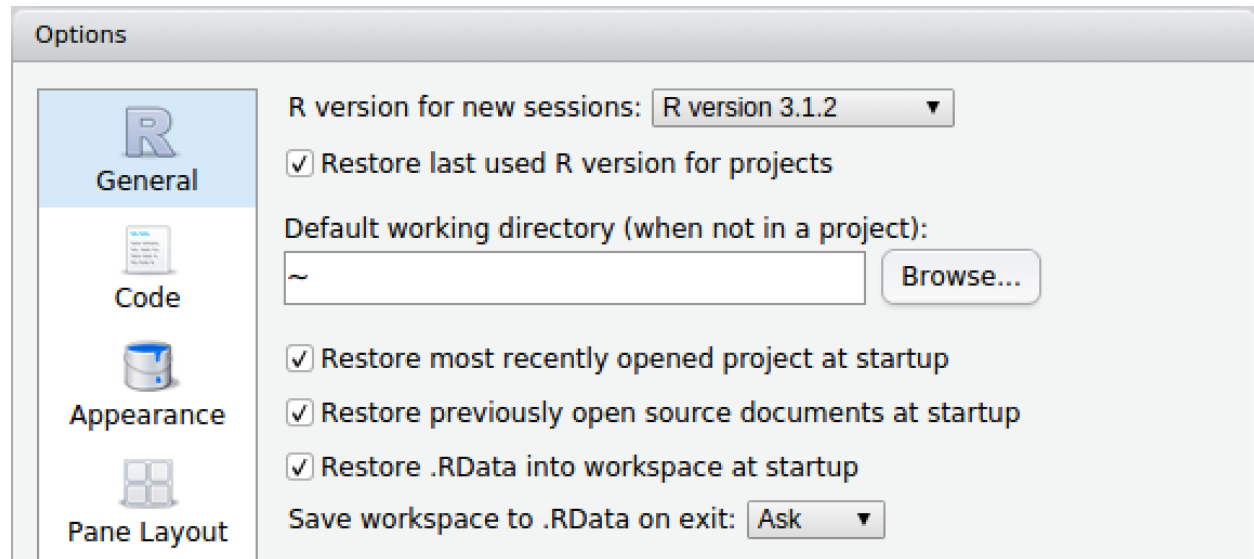 Options
R
General
Code
Appearance
Pane Layout
R version for new sessions: R version 3.1.2
Restore last used R version for projects
Default working directory (when not in a project):
~ Browse...
Restore most recently opened project at startup
Restore previously open source documents at startup
Restore .RData into workspace at startup
Save workspace to .RData on exit: Ask